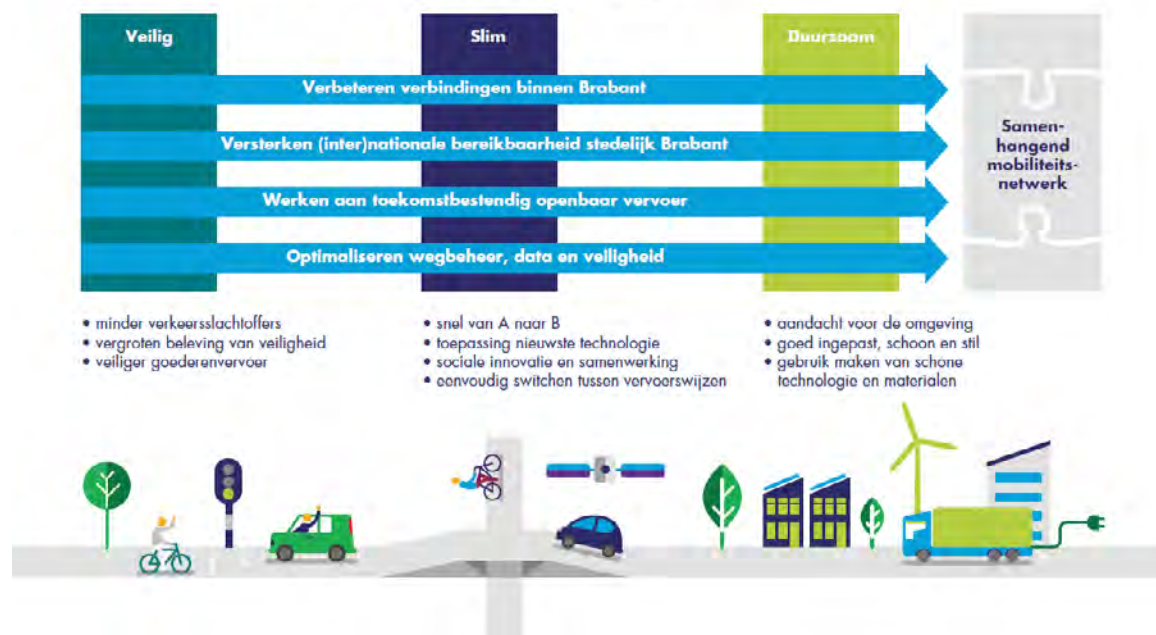 Veilig
Slim
Duurzaam
Verbeteren verbindingen binnen Brabant
Versterken (inter)nationale bereikbaarheid stedelijk Brabant
Werken aan toekomstbestendig openbaar vervoer
Optimaliseren wegbeheer, data en veiligheid
Samen-
hangend
mobiliteits-
netwerk
• minder verkeersslachtoffers
• vergroten beleving van veiligheid
• veiliger goederenvervoer
• snel van A naar B
• toepassing nieuwste technologie
• sociale innovatie en samenwerking
• eenvoudig switchen tussen vervoerswijzen
• aandacht voor de omgeving
• goed ingepast, schoon en stil
• gebruik maken van schone
technologie en materialen